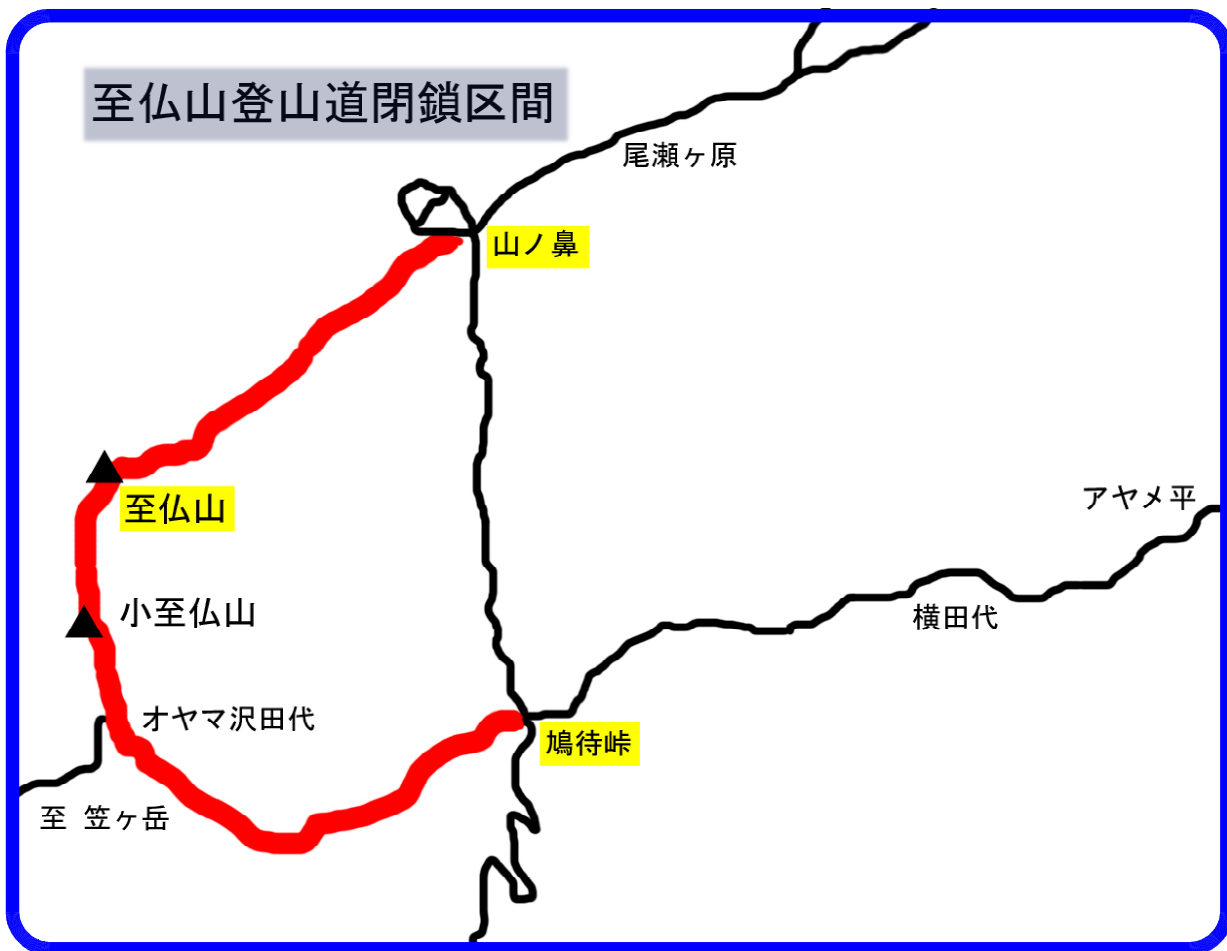 至仏山登山道閉鎖区間
尾瀬ヶ原
山ノ鼻
アヤメ平
至仏山
小至仏山
横田代
オヤマ沢田代
鳩待峠
至 笠ヶ岳